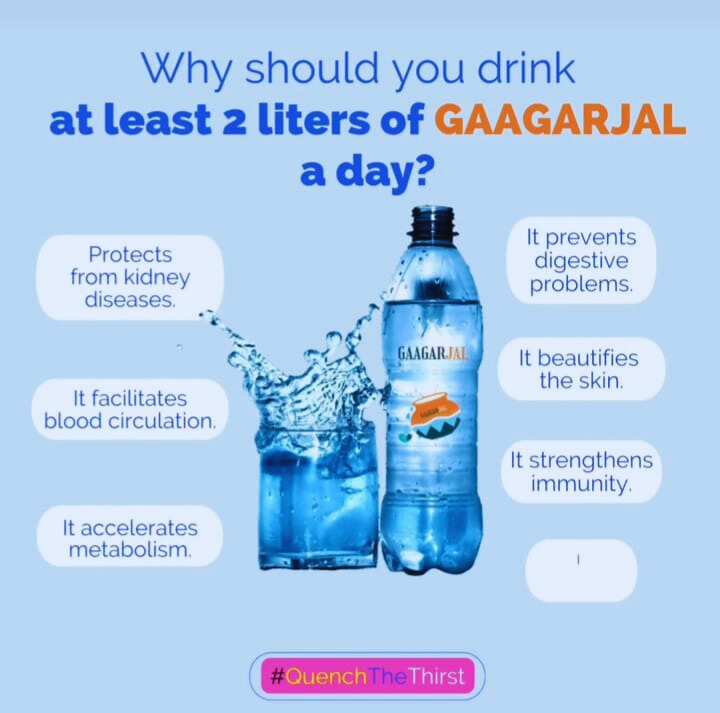 Why should you drink
at least 2 liters of GAAGARJAL
a day?
Protects
from kidney
diseases.
It facilitates
blood circulation.
It accelerates
metabolism.
GAAGARJAL
It prevents
digestive
problems.
It beautifies
the skin.
It strengthens
immunity.
I
#QuenchTheThirst